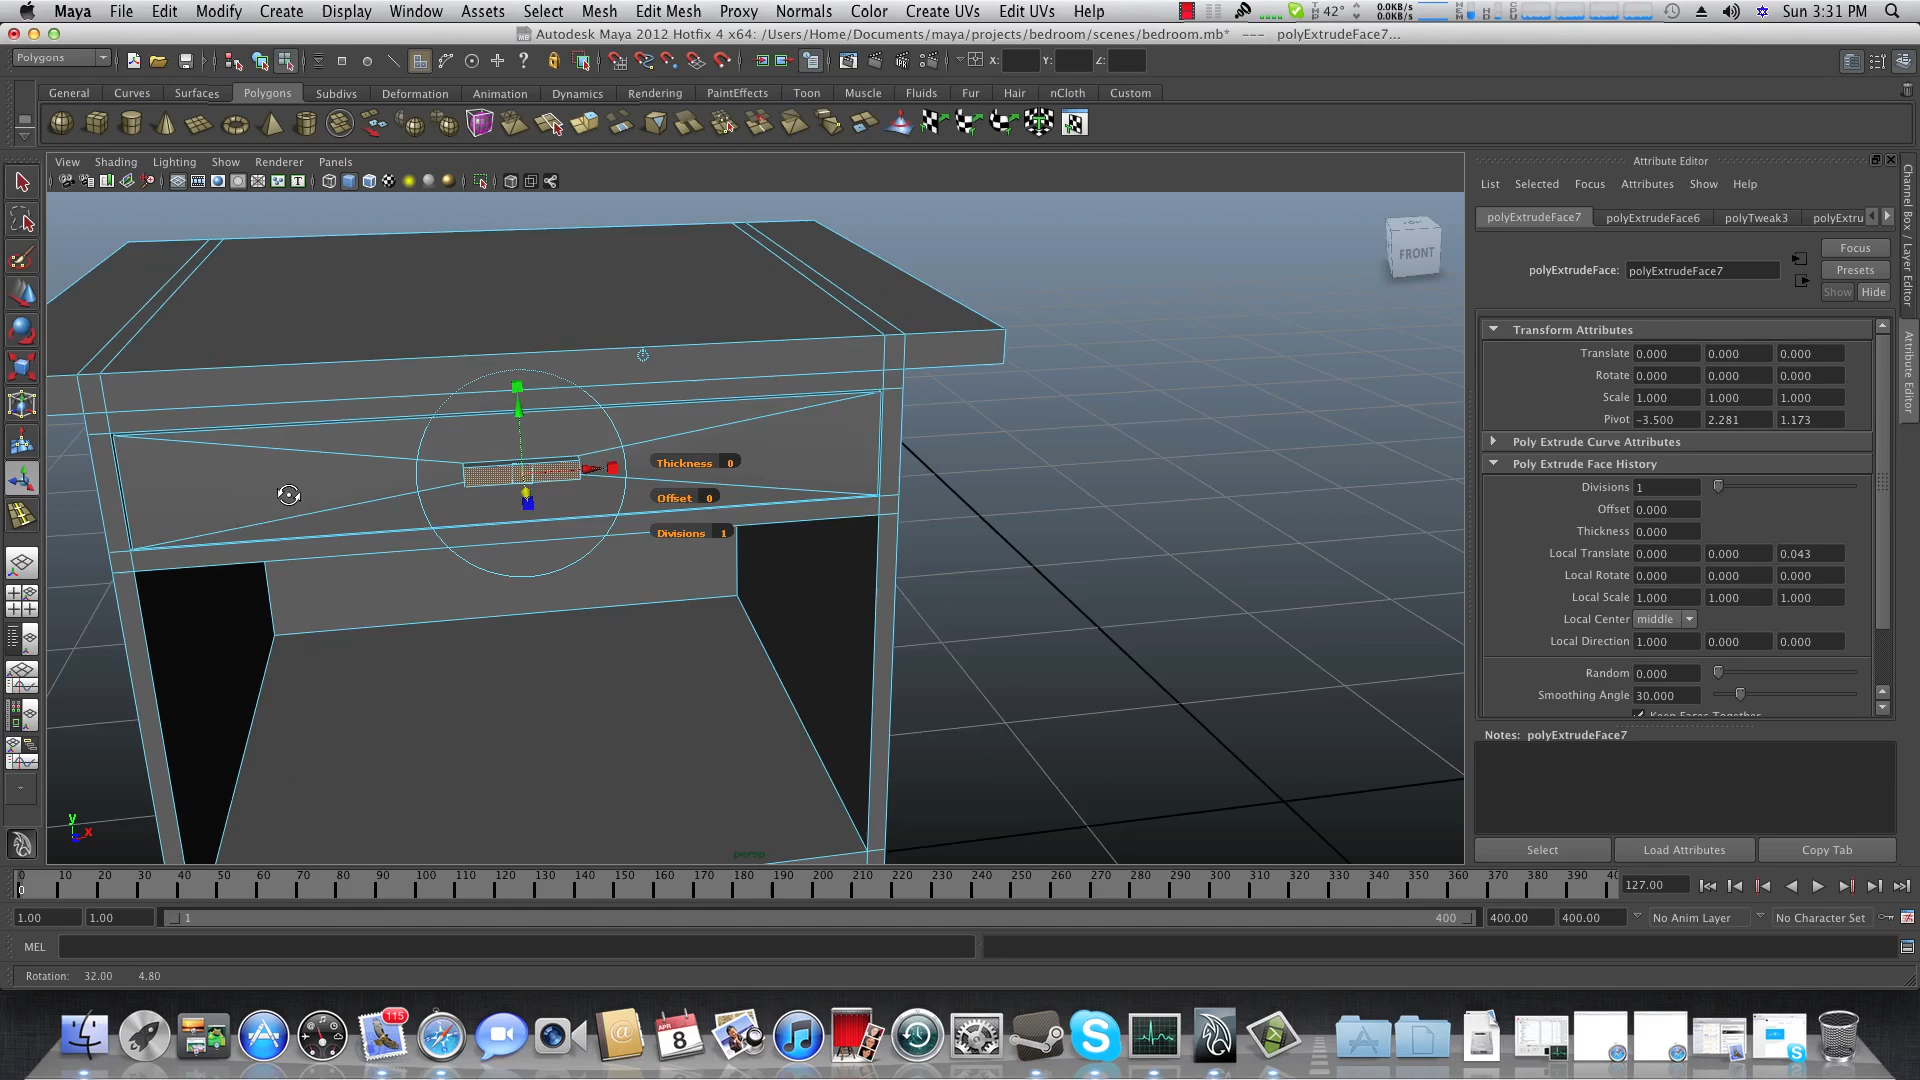 Maya File Edit Modify Create Display Window Assets Select Mesh Edit Mesh Proxy Normals Color Create UVs Edit UVs Help 42° 0.0KB/s 0.0KB/s Sun 3:31 PM
Autodesk Maya 2012 Hotfix 4 x64: /Users/Home/Documents/maya/projects/bedroom/scenes/bedroom.mb* --- polyExtrudeFace7...
Polygons X: Y: Z:
General Curves Surfaces Polygons Subdivs Deformation Animation Dynamics Rendering PaintEffects Toon Muscle Fluids Fur Hair nCloth Custom
View Shading Lighting Show Renderer Panels
FRONT
Thickness 0
Offset 0
Divisions 1
y
x
persp
Attribute Editor
List Selected Focus Attributes Show Help
polyExtrudeFace7 polyExtrudeFace6 polyTweak3 polyExtru
Focus
polyExtrudeFace: polyExtrudeFace7 Presets
Show Hide
Transform Attributes
Translate 0.000 0.000 0.000
Rotate 0.000 0.000 0.000
Scale 1.000 1.000 1.000
Pivot -3.500 2.281 1.173
Poly Extrude Curve Attributes
Poly Extrude Face History
Divisions 1
Offset 0.000
Thickness 0.000
Local Translate 0.000 0.000 0.043
Local Rotate 0.000 0.000 0.000
Local Scale 1.000 1.000 1.000
Local Center middle
Local Direction 1.000 0.000 0.000
Random 0.000
Smoothing Angle 30.000
Keep Faces Together
Notes: polyExtrudeFace7
Select Load Attributes Copy Tab
Channel Box / Layer Editor
Attribute Editor
0 10 20 30 40 50 60 70 80 90 100 110 120 130 140 150 160 170 180 190 200 210 220 230 240 250 260 270 280 290 300 310 320 330 340 350 360 370 380 390 40
0 127.00
1.00 1.00 1 400 400.00 400.00 No Anim Layer No Character Set
MEL
Rotation: 32.00 4.80
115
APR
8